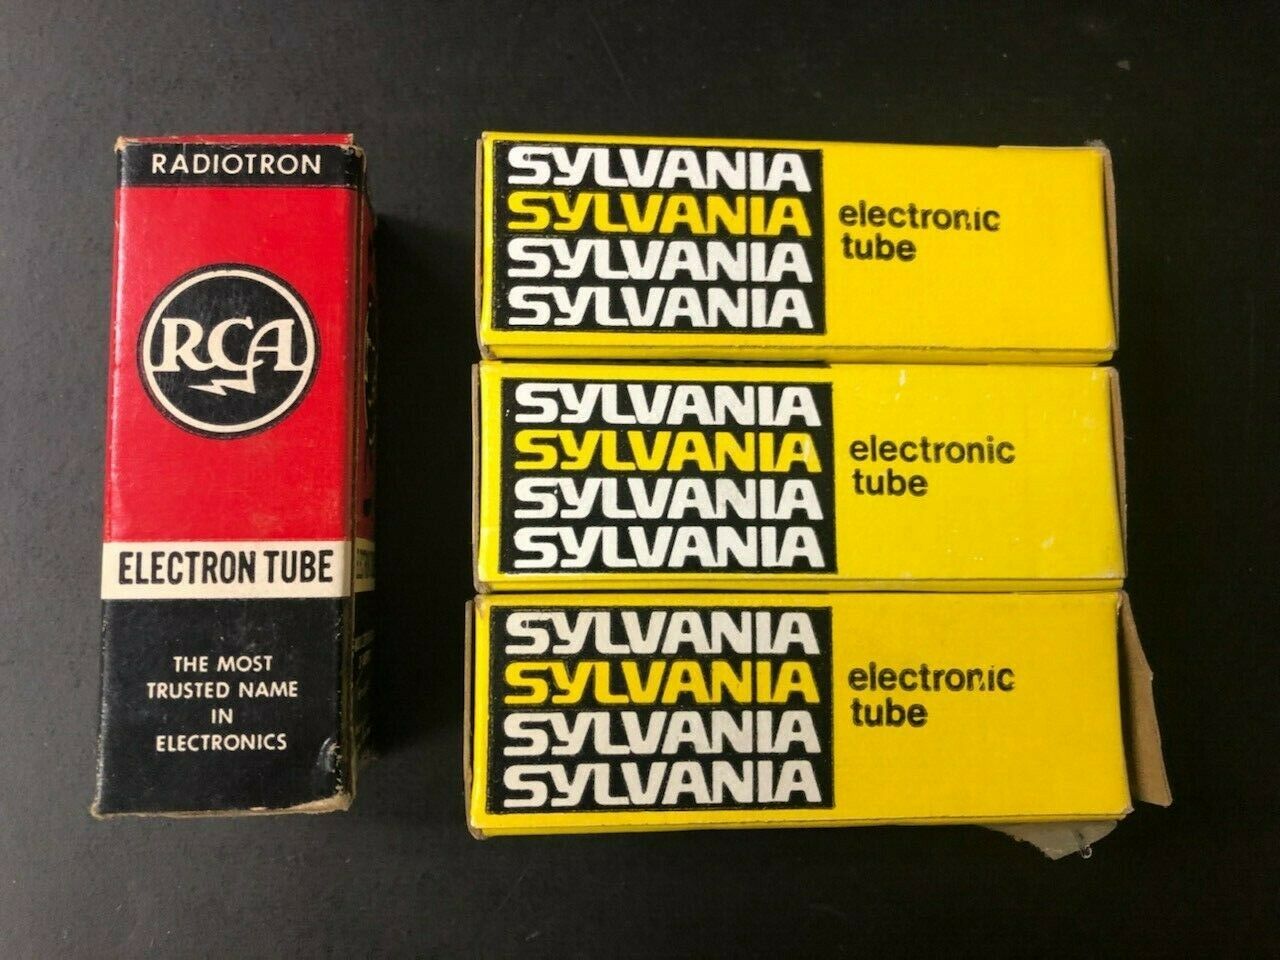 RADIOTRON
RCA
ELECTRON TUBE
THE MOST
TRUSTED NAME
IN
ELECTRONICS
SYLVANIA
SYLVANIA
SYLVANIA
SYLVANIA
electronic
tube
SYLVANIA
SYLVANIA
SYLVANIA
SYLVANIA
electronic
tube
SYLVANIA
SYLVANIA
SYLVANIA
SYLVANIA
electronic
tube